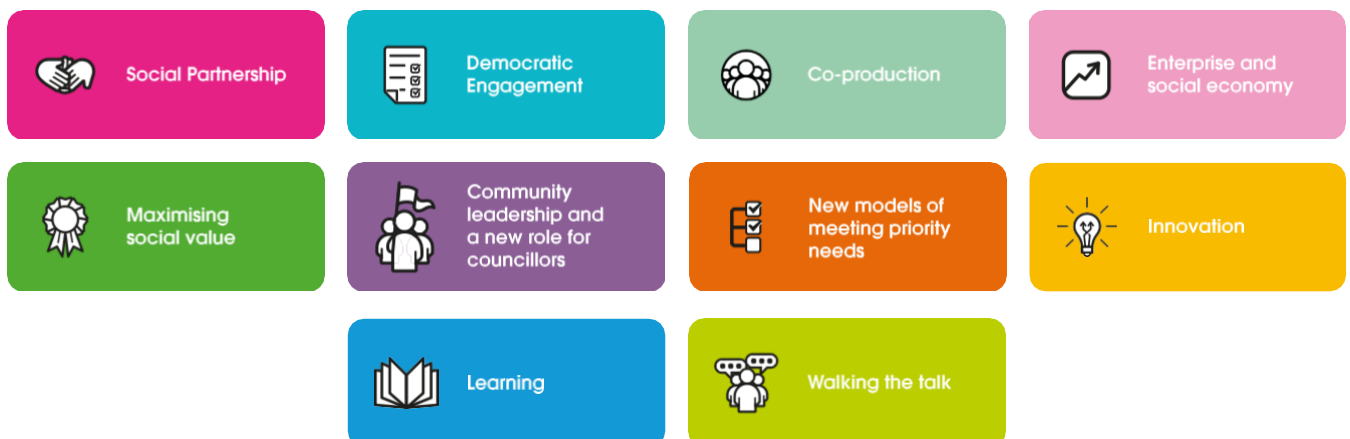 Social Partnership
Democratic
Engagement
Co-production
Enterprise and
social economy
Maximising
social value
Community
leadership and
a new role for
councillors
New models of
meeting priority
needs
Innovation
Learning
Walking the talk